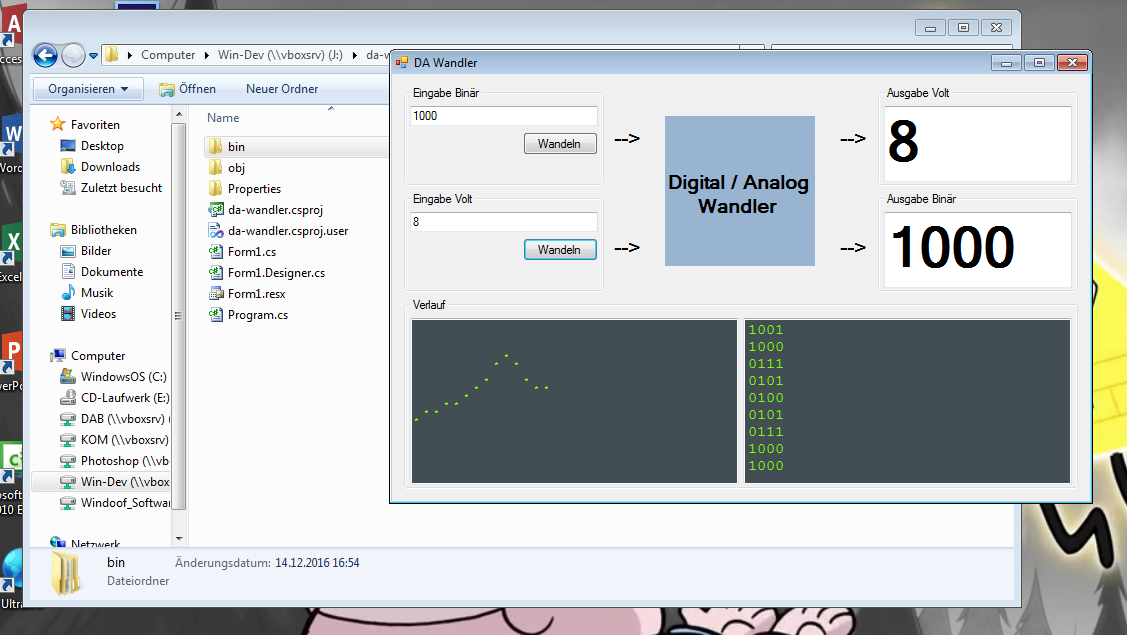 Computer
Win-Dev (\\vboxsrv) (J:)
da-w
Organisieren
Öffnen
Neuer Ordner
Favoriten
Desktop
Downloads
Zuletzt besucht
Bibliotheken
Bilder
Dokumente
Musik
Videos
Computer
WindowsOS (C:)
CD-Laufwerk (E:)
DAB (\\vboxsrv) (
KOM (\\vboxsrv)
Photoshop (\\vb
Win-Dev (\\vbox
Windoof_Softwar
Netzwerk
Name
bin
obj
Properties
da-wandler.csproj
da-wandler.csproj.user
Form1.cs
Form1.Designer.cs
Form1.resx
Program.cs
bin
Änderungsdatum: 14.12.2016 16:54
Dateiordner
DA Wandler
Eingabe Binär
1000
Wandeln
-->
Eingabe Volt
8
Wandeln
-->
Digital / Analog
Wandler
-->
Ausgabe Volt
8
-->
Ausgabe Binär
1000
Verlauf
1001
1000
0111
0101
0100
0101
0111
1000
1000